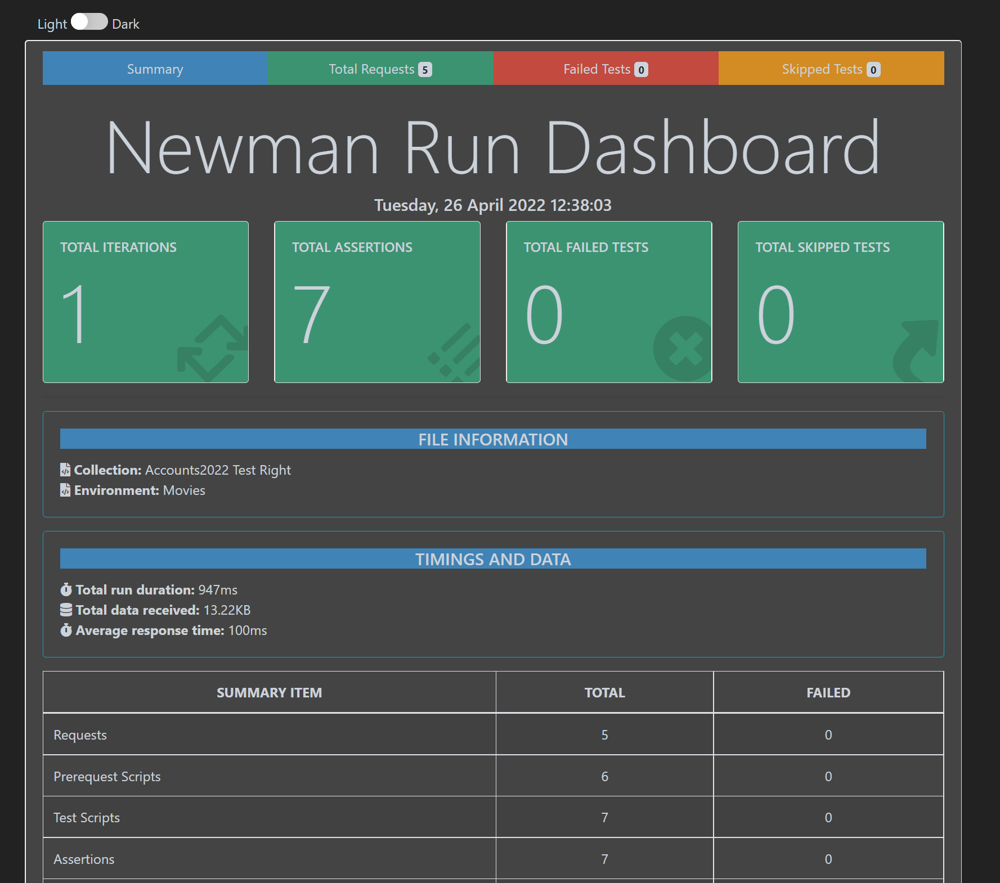 Light Dark
Summary Total Requests 5 Failed Tests 0 Skipped Tests 0
Newman Run Dashboard
Tuesday, 26 April 2022 12:38:03
TOTAL ITERATIONS
1
TOTAL ASSERTIONS
7
TOTAL FAILED TESTS
0
TOTAL SKIPPED TESTS
0
FILE INFORMATION
Collection: Accounts2022 Test Right
Environment: Movies
TIMINGS AND DATA
Total run duration: 947ms
Total data received: 13.22KB
Average response time: 100ms
SUMMARY ITEM TOTAL FAILED
Requests 5 0
Prerequest Scripts 6 0
Test Scripts 7 0
Assertions 7 0